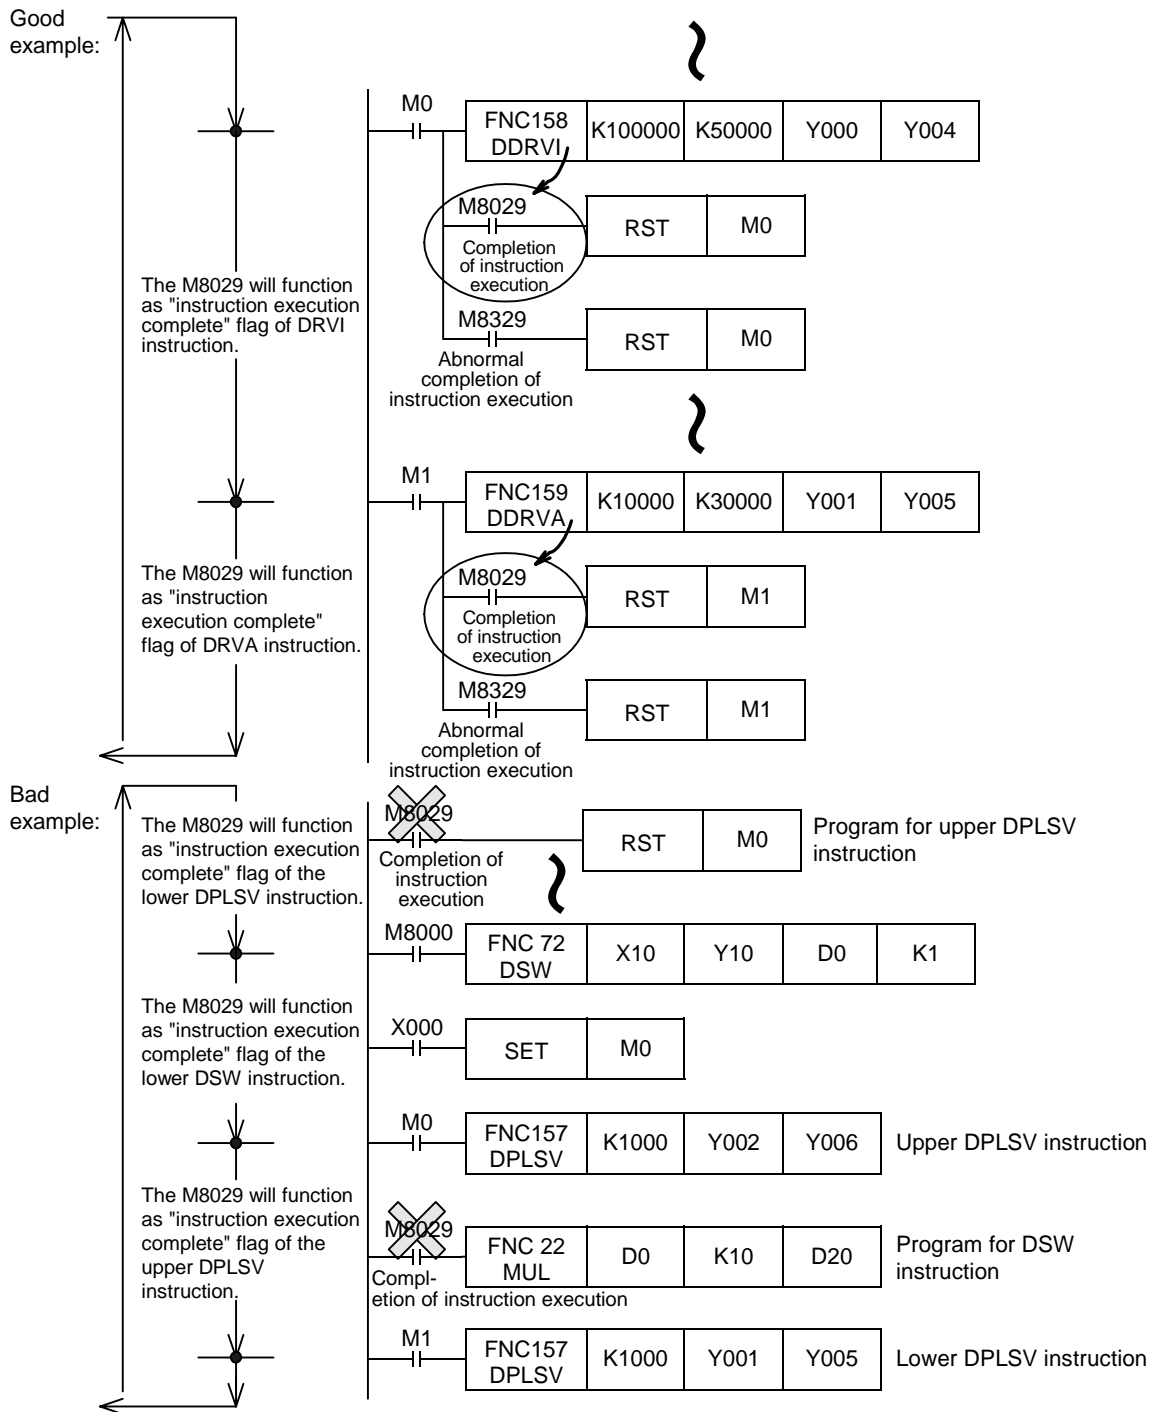 Good
example:
M0
FNC158
DDRVI
K100000
K50000
Y000
Y004
M8029
Completion
of instruction
execution
RST
M0
The M8029 will function
as "instruction execution
complete" flag of DRVI
instruction.
M8329
Abnormal
completion of
instruction execution
RST
M0
M1
FNC159
DDRVA
K10000
K30000
Y001
Y005
The M8029 will function
as "instruction
execution complete"
flag of DRVA instruction.
M8029
Completion
of instruction
execution
RST
M1
M8329
Abnormal
completion of
instruction execution
RST
M1
Bad
example:
The M8029 will function
as "instruction execution
complete" flag of the
lower DPLSV instruction.
M8029
Completion of
instruction
execution
RST
M0
Program for upper DPLSV
instruction
M8000
FNC 72
DSW
X10
Y10
D0
K1
The M8029 will function
as "instruction execution
complete" flag of the
lower DSW instruction.
X000
SET
M0
M0
FNC157
DPLSV
K1000
Y002
Y006
Upper DPLSV instruction
The M8029 will function
as "instruction execution
complete" flag of the
upper DPLSV
instruction.
M8029
Compl-
etion of instruction execution
FNC 22
MUL
D0
K10
D20
Program for DSW
instruction
M1
FNC157
DPLSV
K1000
Y001
Y005
Lower DPLSV instruction